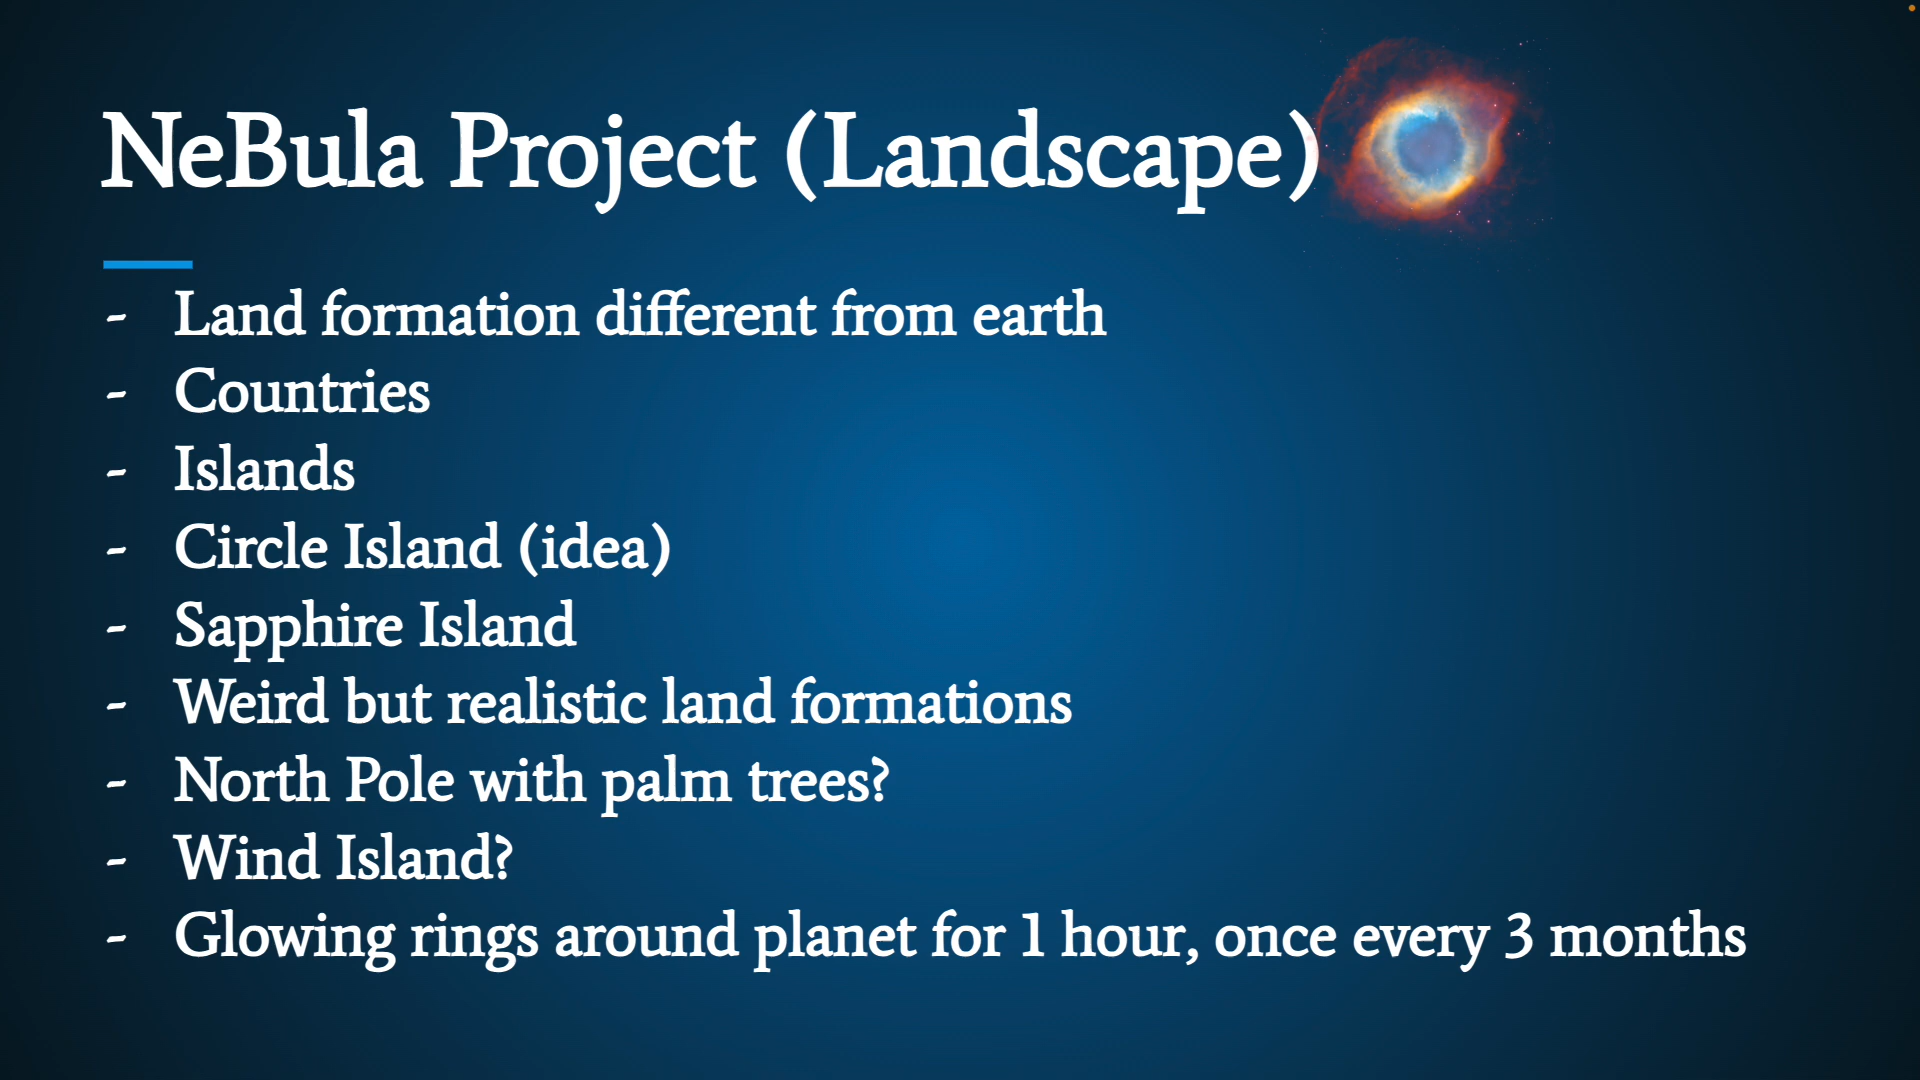 NeBula Project (Landscape)
- Land formation different from earth
- Countries
- Islands
- Circle Island (idea)
- Sapphire Island
- Weird but realistic land formations
- North Pole with palm trees?
- Wind Island?
- Glowing rings around planet for 1 hour, once every 3 months